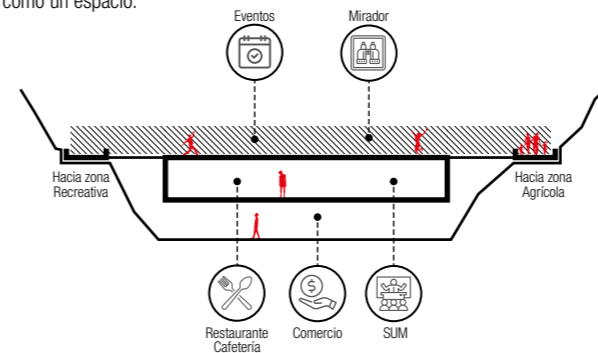 como un espacio.
Eventos
Mirador
Hacia zona
Recreativa
Hacia zona
Agrícola
$
Restaurante
Cafetería
Comercio
SUM